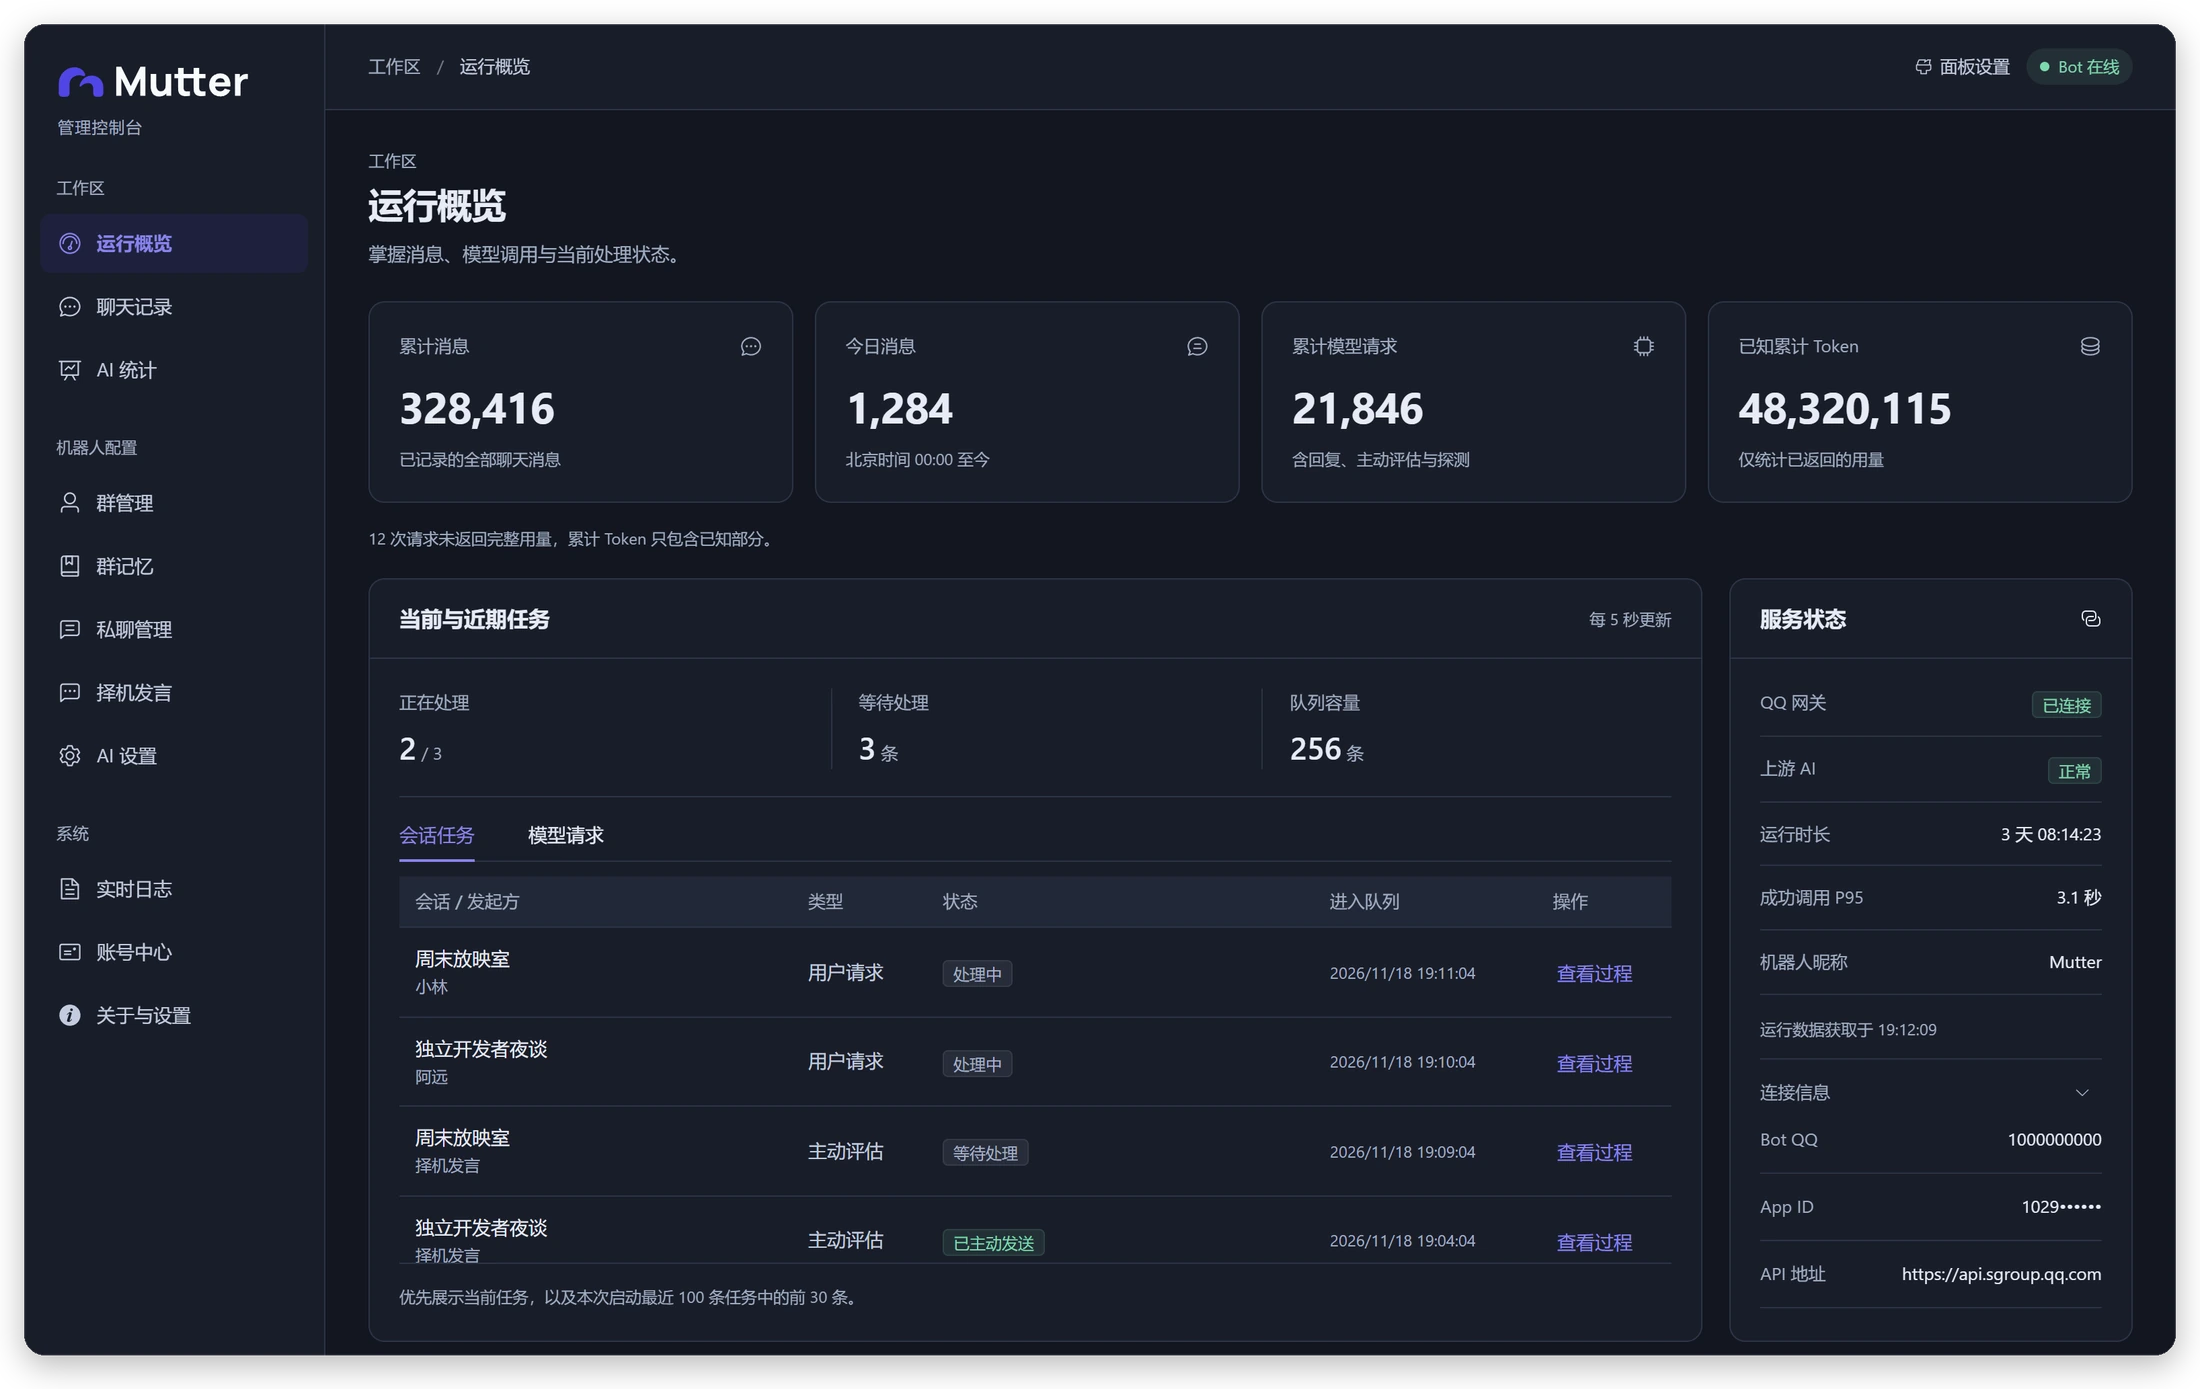 Mutter
管理控制台
工作区
运行概览
聊天记录
AI 统计
机器人配置
群管理
群记忆
私聊管理
择机发言
AI 设置
系统
实时日志
账号中心
关于与设置
工作区 / 运行概览
面板设置
Bot 在线
工作区
运行概览
掌握消息、模型调用与当前处理状态。
累计消息
328,416
已记录的全部聊天消息
今日消息
1,284
北京时间 00:00 至今
累计模型请求
21,846
含回复、主动评估与探测
已知累计 Token
48,320,115
仅统计已返回的用量
12 次请求未返回完整用量，累计 Token 只包含已知部分。
当前与近期任务
每 5 秒更新
正在处理
2 / 3
等待处理
3 条
队列容量
256 条
会话任务
模型请求
会话 / 发起方 类型 状态 进入队列 操作
周末放映室
小林
用户请求 处理中 2026/11/18 19:11:04 查看过程
独立开发者夜谈
阿远
用户请求 处理中 2026/11/18 19:10:04 查看过程
周末放映室
择机发言
主动评估 等待处理 2026/11/18 19:09:04 查看过程
独立开发者夜谈
择机发言
主动评估 已主动发送 2026/11/18 19:04:04 查看过程
优先展示当前任务，以及本次启动最近 100 条任务中的前 30 条。
服务状态
QQ 网关 已连接
上游 AI 正常
运行时长 3 天 08:14:23
成功调用 P95 3.1 秒
机器人昵称 Mutter
运行数据获取于 19:12:09
连接信息
Bot QQ 1000000000
App ID 1029••••••
API 地址 https://api.sgroup.qq.com